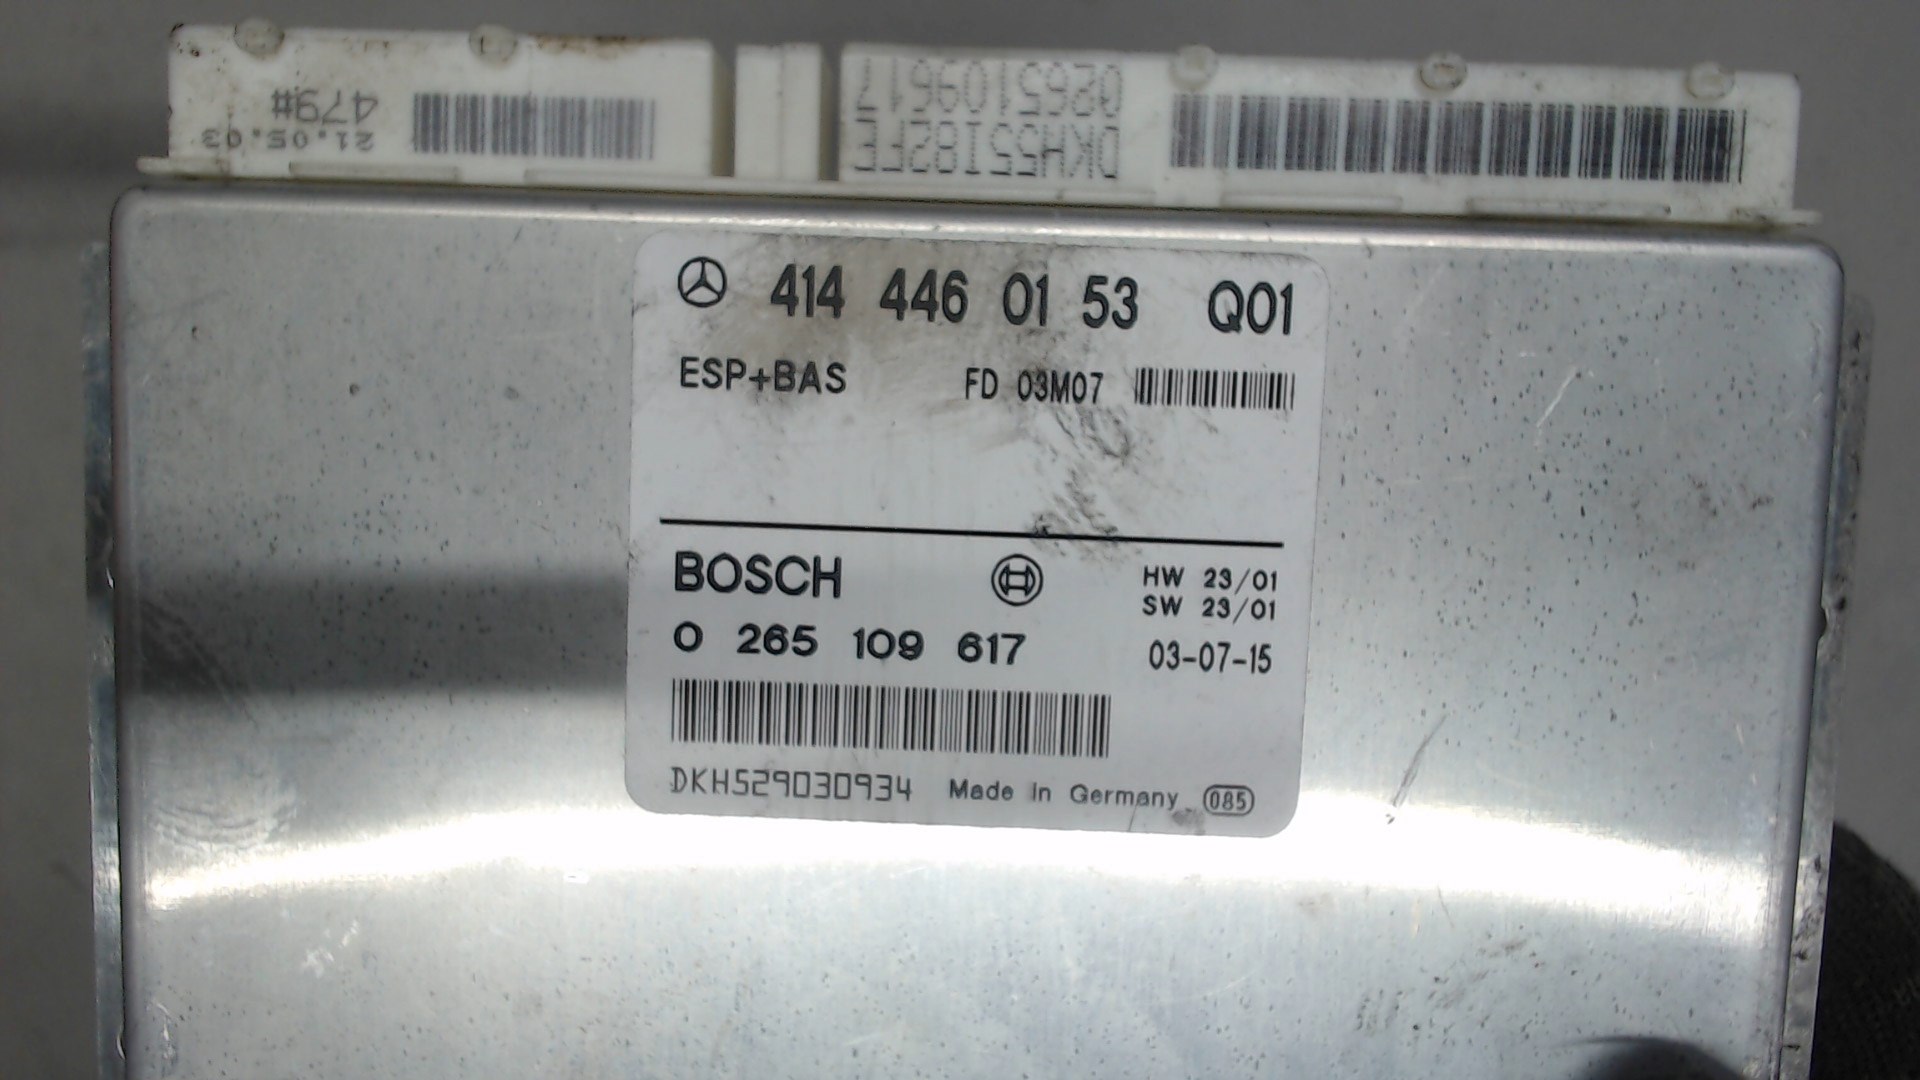 479#
21.05.03
0265109617
DKH55I82FE
414 446 01 53 Q01
ESP+BAS FD 03M07
BOSCH
HW 23/01
SW 23/01
0 265 109 617 03-07-15
DKH529030934 Made in Germany 085